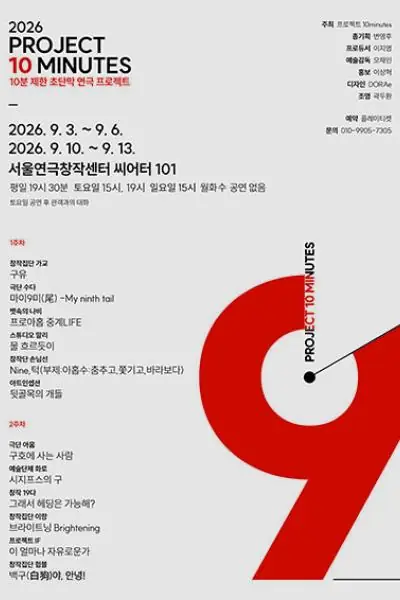 2026
PROJECT
10 MINUTES
10분 제한 초단막 연극 프로젝트
주최 프로젝트 10minutes
총기획 변영후
프로듀서 이지영
예술감독 오재민
홍보 이상혁
디자인 DORAe
조명 곽두환
예약 플레이티켓
문의 010-9905-7305
2026. 9. 3. ~ 9. 6.
2026. 9. 10. ~ 9. 13.
서울연극창작센터 씨어터 101
평일 19시 30분 토요일 15시, 19시 일요일 15시 월화수 공연 없음
토요일 공연 후 관객과의 대화
PROJECT 10 MINUTES
1주차
창작집단 가교
구유
극단 수다
마이9미(尾) -My ninth tail
뱃속의 나비
프로아홉 중계LIFE
스튜디오 말리
물 흐르듯이
창작단 손님선
Nine, 턱(부제:아홉수:춤추고,쫓기고,바라보다)
아트인셉션
뒷골목의 개들
2주차
극단 아움
구호에 사는 사람
예술단체 화로
시지프스의 구
창작 19다
그래서 헤딩은 가능해?
창작집단 이랑
브라이트닝 Brightening
프로젝트 IF
이 얼마나 자유로운가
창작집단 험블
백구(白狗)야, 안녕!